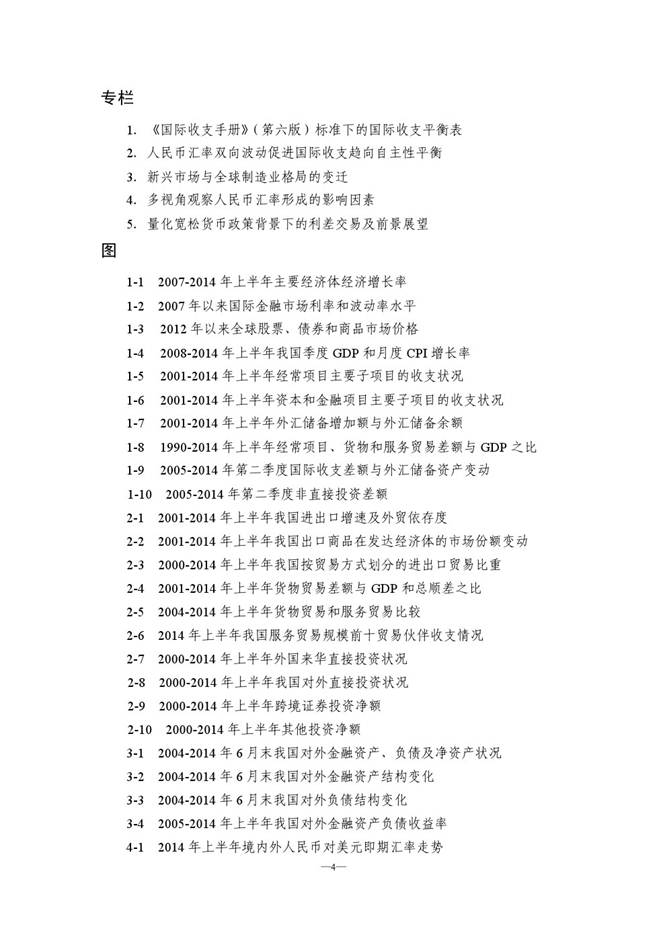 专栏
1. 《国际收支手册》（第六版）标准下的国际收支平衡表
2. 人民币汇率双向波动促进国际收支趋向自主性平衡
3. 新兴市场与全球制造业格局的变迁
4. 多视角观察人民币汇率形成的影响因素
5. 量化宽松货币政策背景下的利差交易及前景展望
图
1-1 2007-2014 年上半年主要经济体经济增长率
1-2 2007 年以来国际金融市场利率和波动率水平
1-3 2012 年以来全球股票、债券和商品市场价格
1-4 2008-2014 年上半年我国季度 GDP 和月度 CPI 增长率
1-5 2001-2014 年上半年经常项目主要子项目的收支状况
1-6 2001-2014 年上半年资本和金融项目主要子项目的收支状况
1-7 2001-2014 年上半年外汇储备增加额与外汇储备余额
1-8 1990-2014 年上半年经常项目、货物和服务贸易差额与 GDP 之比
1-9 2005-2014 年第二季度国际收支差额与外汇储备资产变动
1-10 2005-2014 年第二季度非直接投资差额
2-1 2001-2014 年上半年我国进出口增速及外贸依存度
2-2 2001-2014 年上半年我国出口商品在发达经济体的市场份额变动
2-3 2000-2014 年上半年我国按贸易方式划分的进出口贸易比重
2-4 2001-2014 年上半年货物贸易差额与 GDP 和总顺差之比
2-5 2004-2014 年上半年货物贸易和服务贸易比较
2-6 2014 年上半年我国服务贸易规模前十贸易伙伴收支情况
2-7 2000-2014 年上半年外国来华直接投资状况
2-8 2000-2014 年上半年我国对外直接投资状况
2-9 2000-2014 年上半年跨境证券投资净额
2-10 2000-2014 年上半年其他投资净额
3-1 2004-2014 年 6 月末我国对外金融资产、负债及净资产状况
3-2 2004-2014 年 6 月末我国对外金融资产结构变化
3-3 2004-2014 年 6 月末我国对外负债结构变化
3-4 2005-2014 年上半年我国对外金融资产负债收益率
4-1 2014 年上半年境内外人民币对美元即期汇率走势
—4—